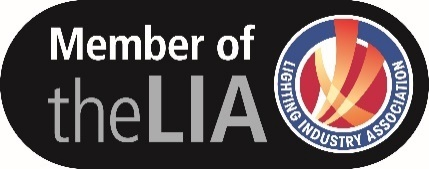 Member of
theLIA
LIGHTING INDUSTRY ASSOCIATION